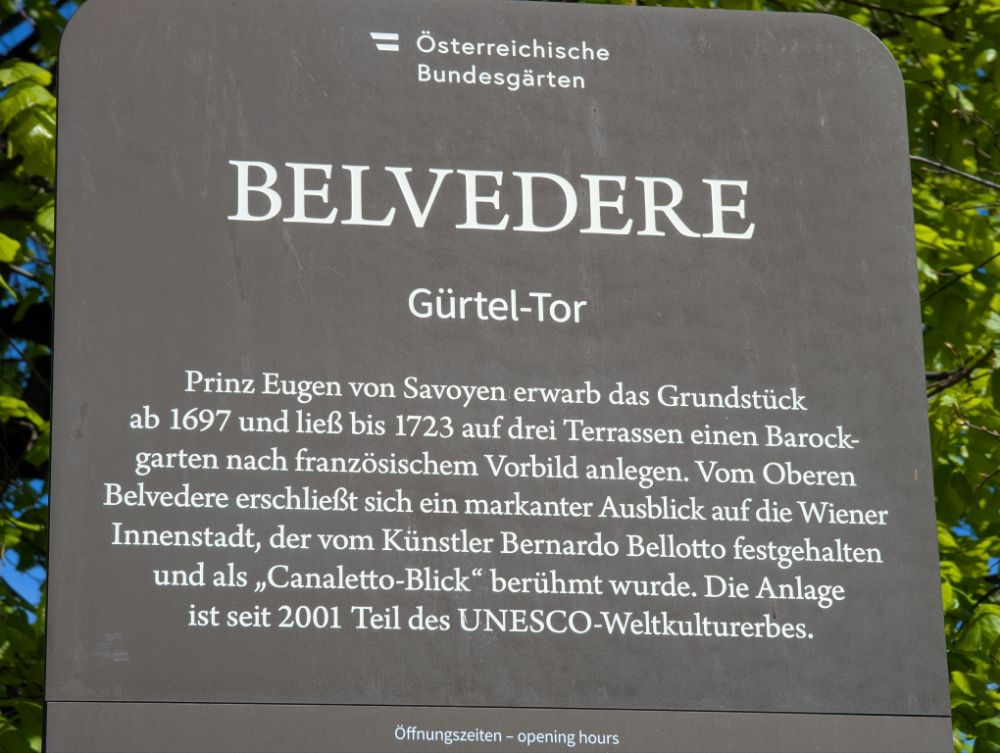 Österreichische
Bundesgärten
BELVEDERE
Gürtel-Tor
Prinz Eugen von Savoyen erwarb das Grundstück
ab 1697 und ließ bis 1723 auf drei Terrassen einen Barock-
garten nach französischem Vorbild anlegen. Vom Oberen
Belvedere erschließt sich ein markanter Ausblick auf die Wiener
Innenstadt, der vom Künstler Bernardo Bellotto festgehalten
und als „Canaletto-Blick“ berühmt wurde. Die Anlage
ist seit 2001 Teil des UNESCO-Weltkulturerbes.
Öffnungszeiten – opening hours